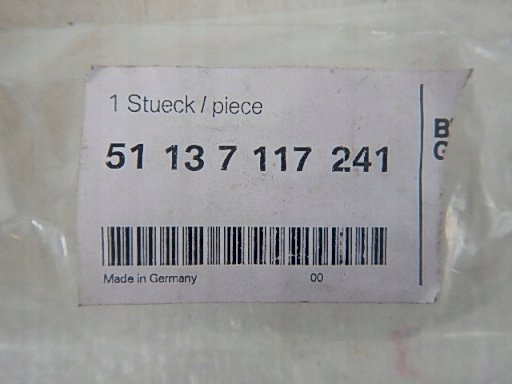 1 Stueck / piece
51 13 7 117 241
Made in Germany 00